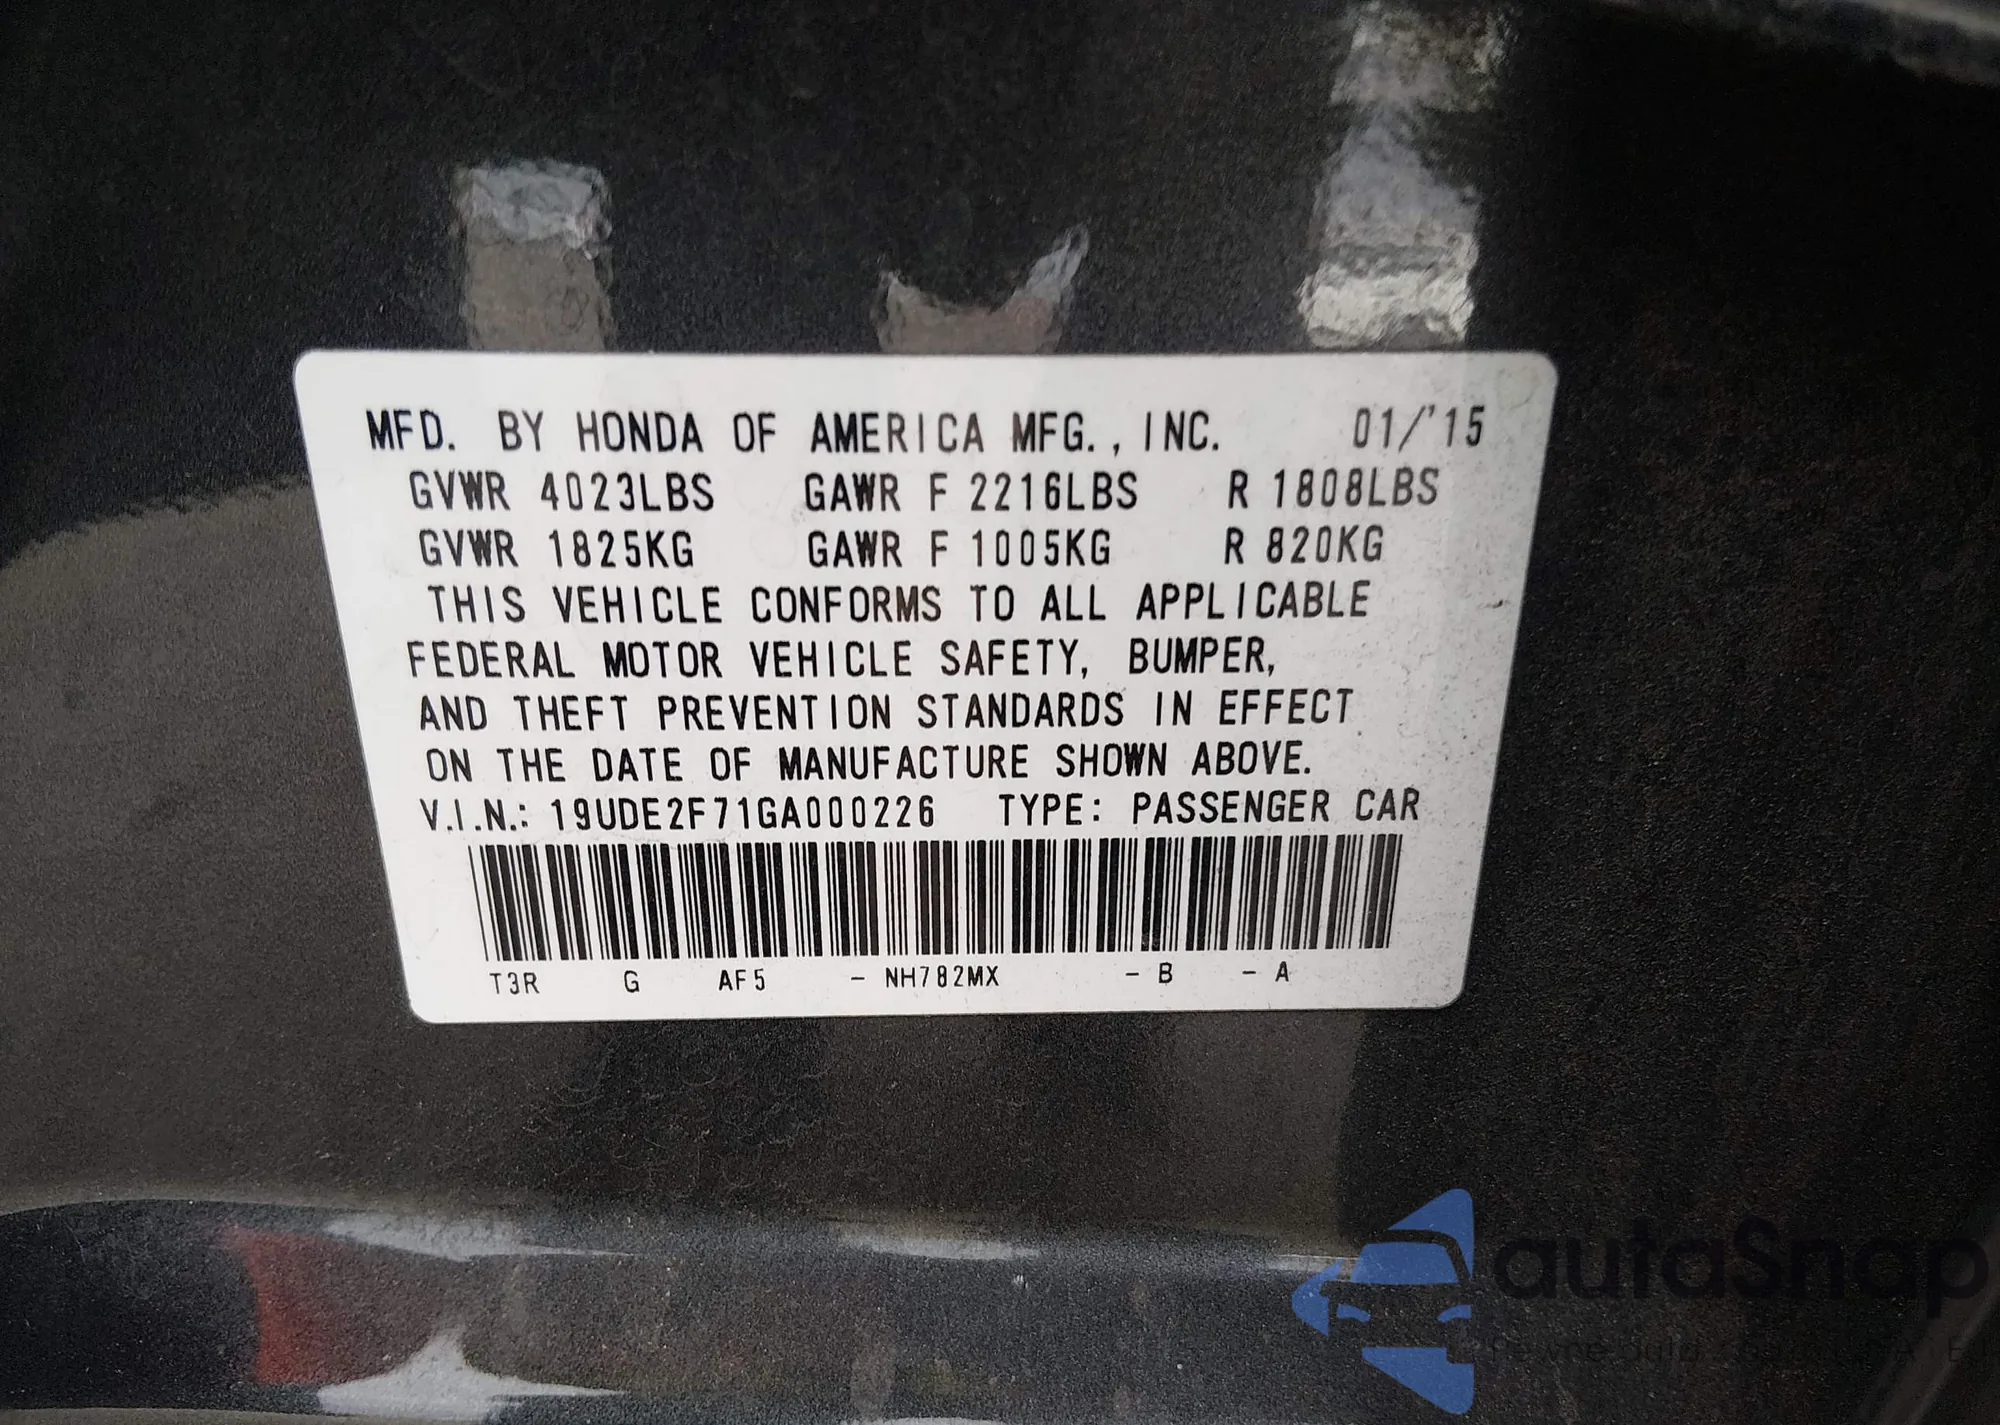 MFD. BY HONDA OF AMERICA MFG., INC. 01/'15
GVWR 4023LBS GAWR F 2216LBS R 1808LBS
GVWR 1825KG GAWR F 1005KG R 820KG
THIS VEHICLE CONFORMS TO ALL APPLICABLE
FEDERAL MOTOR VEHICLE SAFETY, BUMPER,
AND THEFT PREVENTION STANDARDS IN EFFECT
ON THE DATE OF MANUFACTURE SHOWN ABOVE.
V.I.N.: 19UDE2F71GA000226 TYPE: PASSENGER CAR
T3R G AF5 - NH782MX - B - A
autaSnap